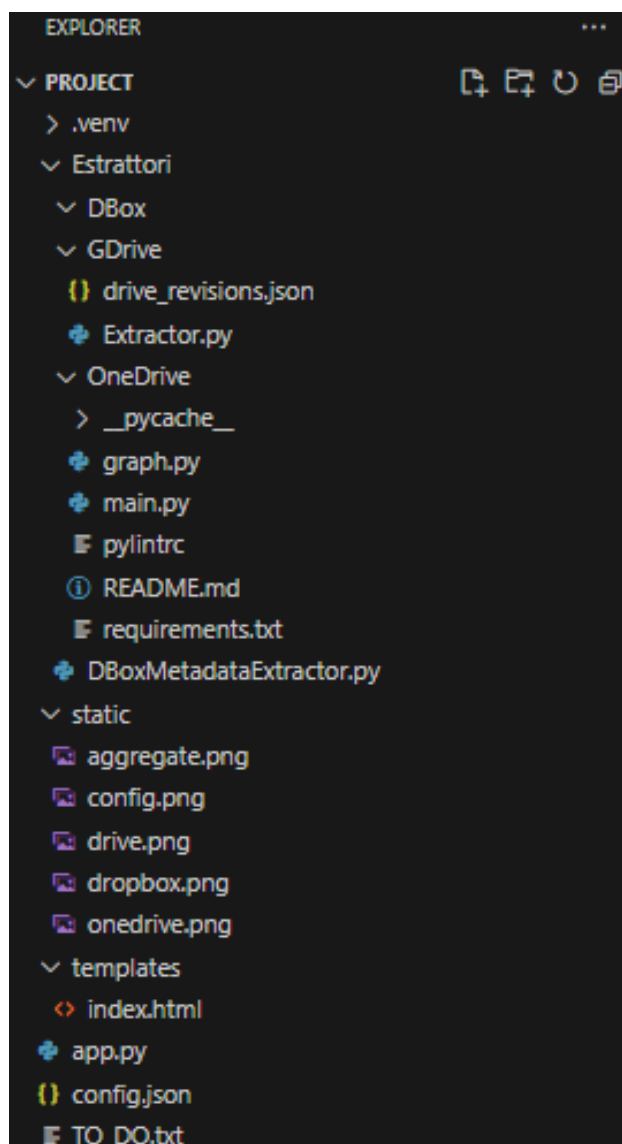 EXPLORER
PROJECT
.venv
Estrattori
DBox
GDrive
drive_revisions.json
Extractor.py
OneDrive
__pycache__
graph.py
main.py
pylintrc
README.md
requirements.txt
DBoxMetadataExtractor.py
static
aggregate.png
config.png
drive.png
dropbox.png
onedrive.png
templates
index.html
app.py
config.json
TO_DO.txt